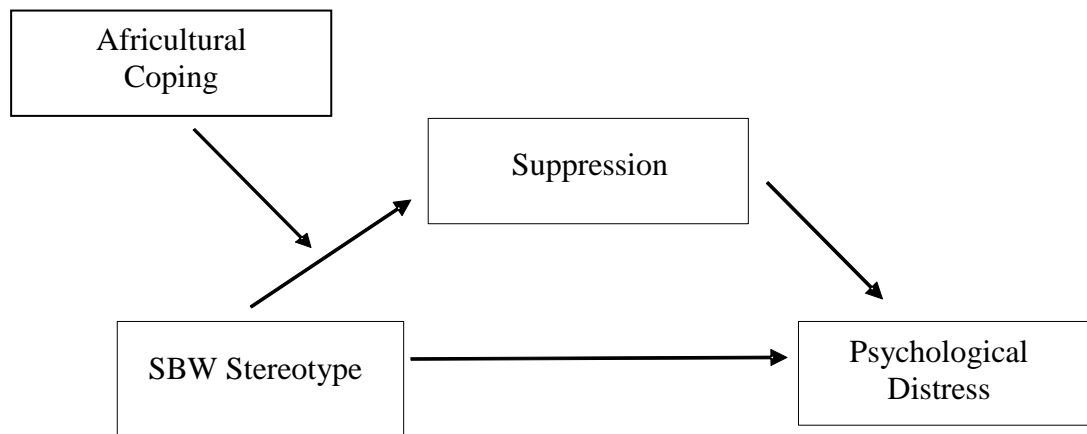 Africultural
Coping
Suppression
SBW Stereotype
Psychological
Distress